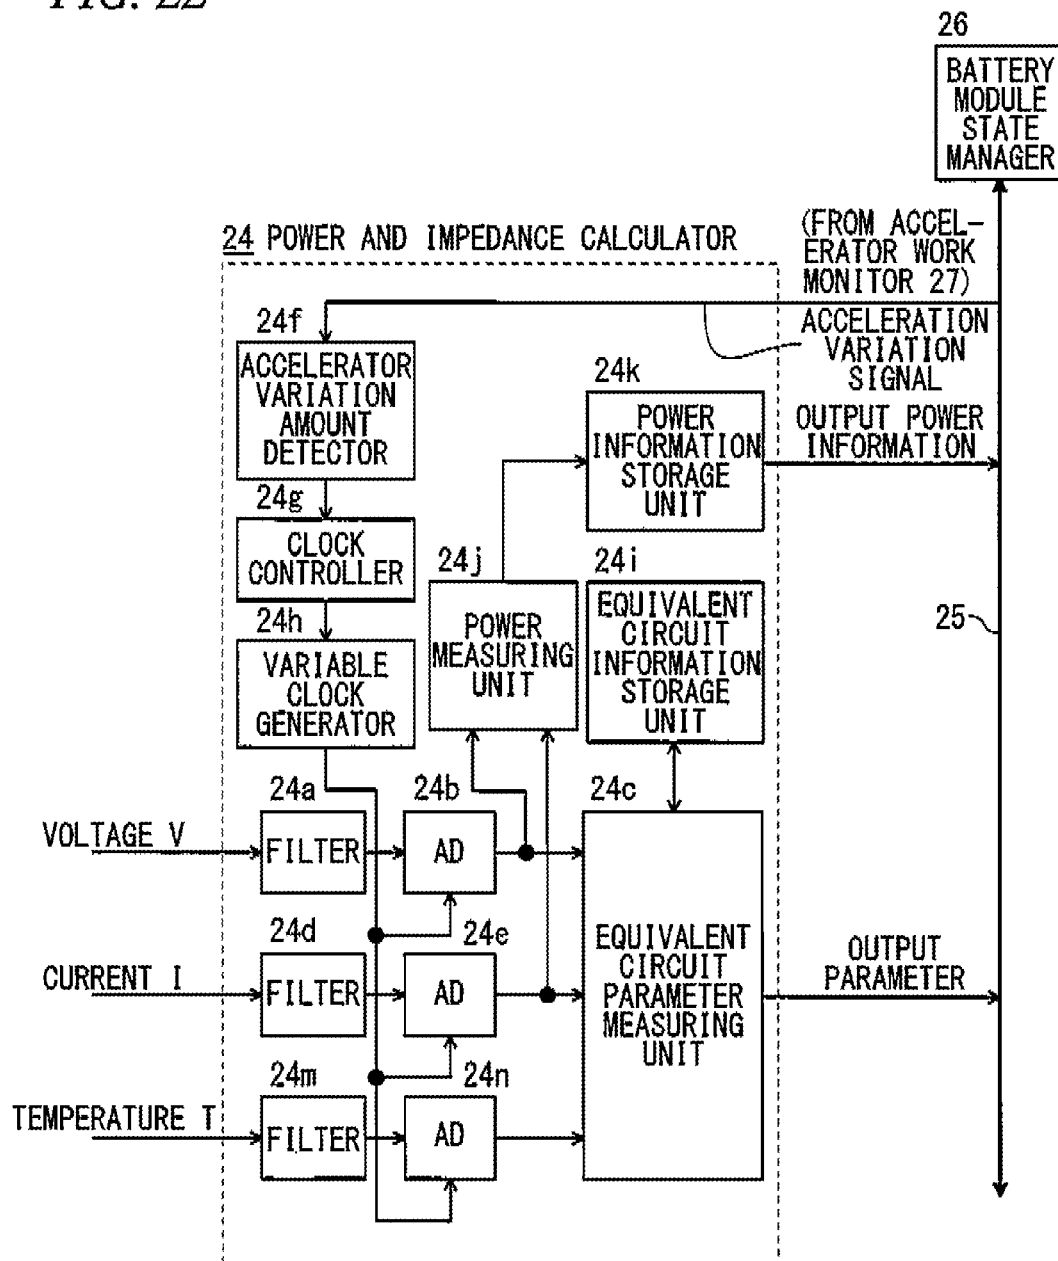 FIG. 22
26
BATTERY
MODULE
STATE
MANAGER
24 POWER AND IMPEDANCE CALCULATOR
(FROM ACCEL-
ERATOR WORK
MONITOR 27)
ACCELERATION
VARIATION
SIGNAL
24f
ACCELERATOR
VARIATION
AMOUNT
DETECTOR
24k
POWER
INFORMATION
STORAGE
UNIT
OUTPUT POWER
INFORMATION
24g
CLOCK
CONTROLLER
24j
POWER
MEASURING
UNIT
24i
EQUIVALENT
CIRCUIT
INFORMATION
STORAGE
UNIT
25
24h
VARIABLE
CLOCK
GENERATOR
24a
24b
24c
VOLTAGE V
FILTER
AD
24d
24e
EQUIVALENT
CIRCUIT
PARAMETER
MEASURING
UNIT
OUTPUT
PARAMETER
CURRENT I
FILTER
AD
24m
24n
TEMPERATURE T
FILTER
AD